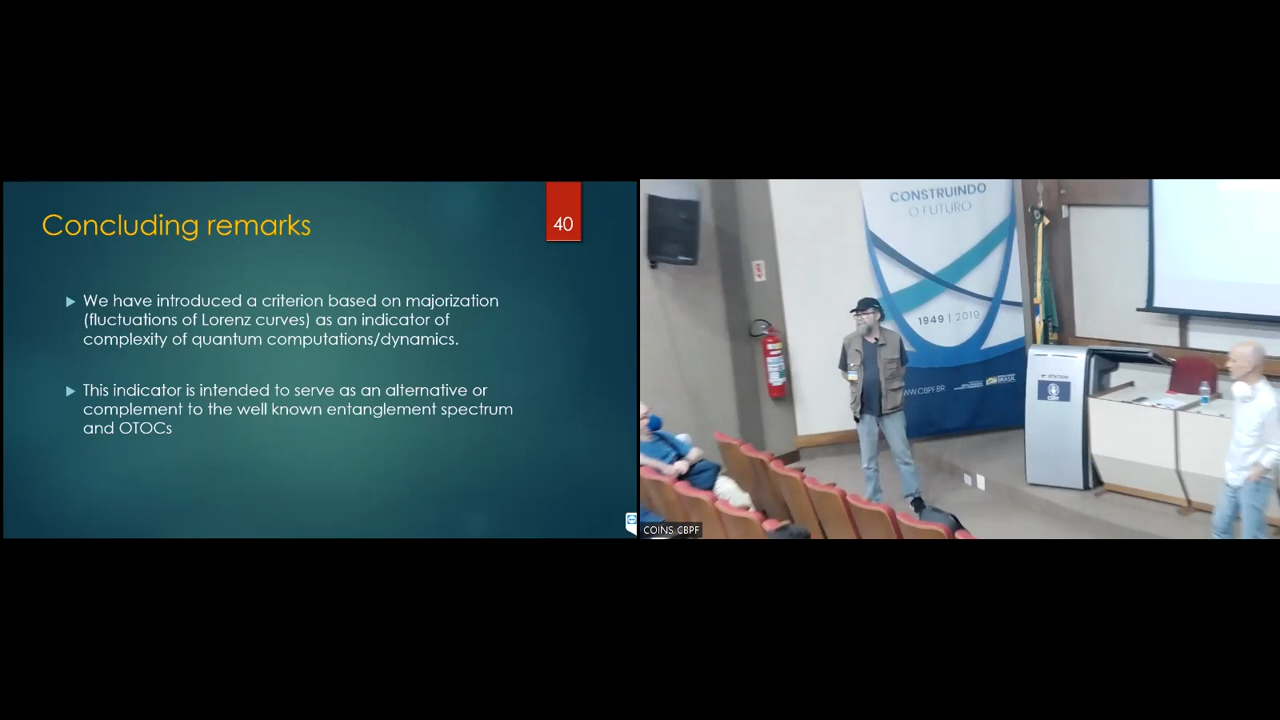 Concluding remarks
40
We have introduced a criterion based on majorization
(fluctuations of Lorenz curves) as an indicator of
complexity of quantum computations/dynamics.
This indicator is intended to serve as an alternative or
complement to the well known entanglement spectrum
and OTOCs
CONSTRUINDO
O FUTURO
1949 | 2019
WWW.CBPF.BR
BRASIL
CBPF
COINS CBPF